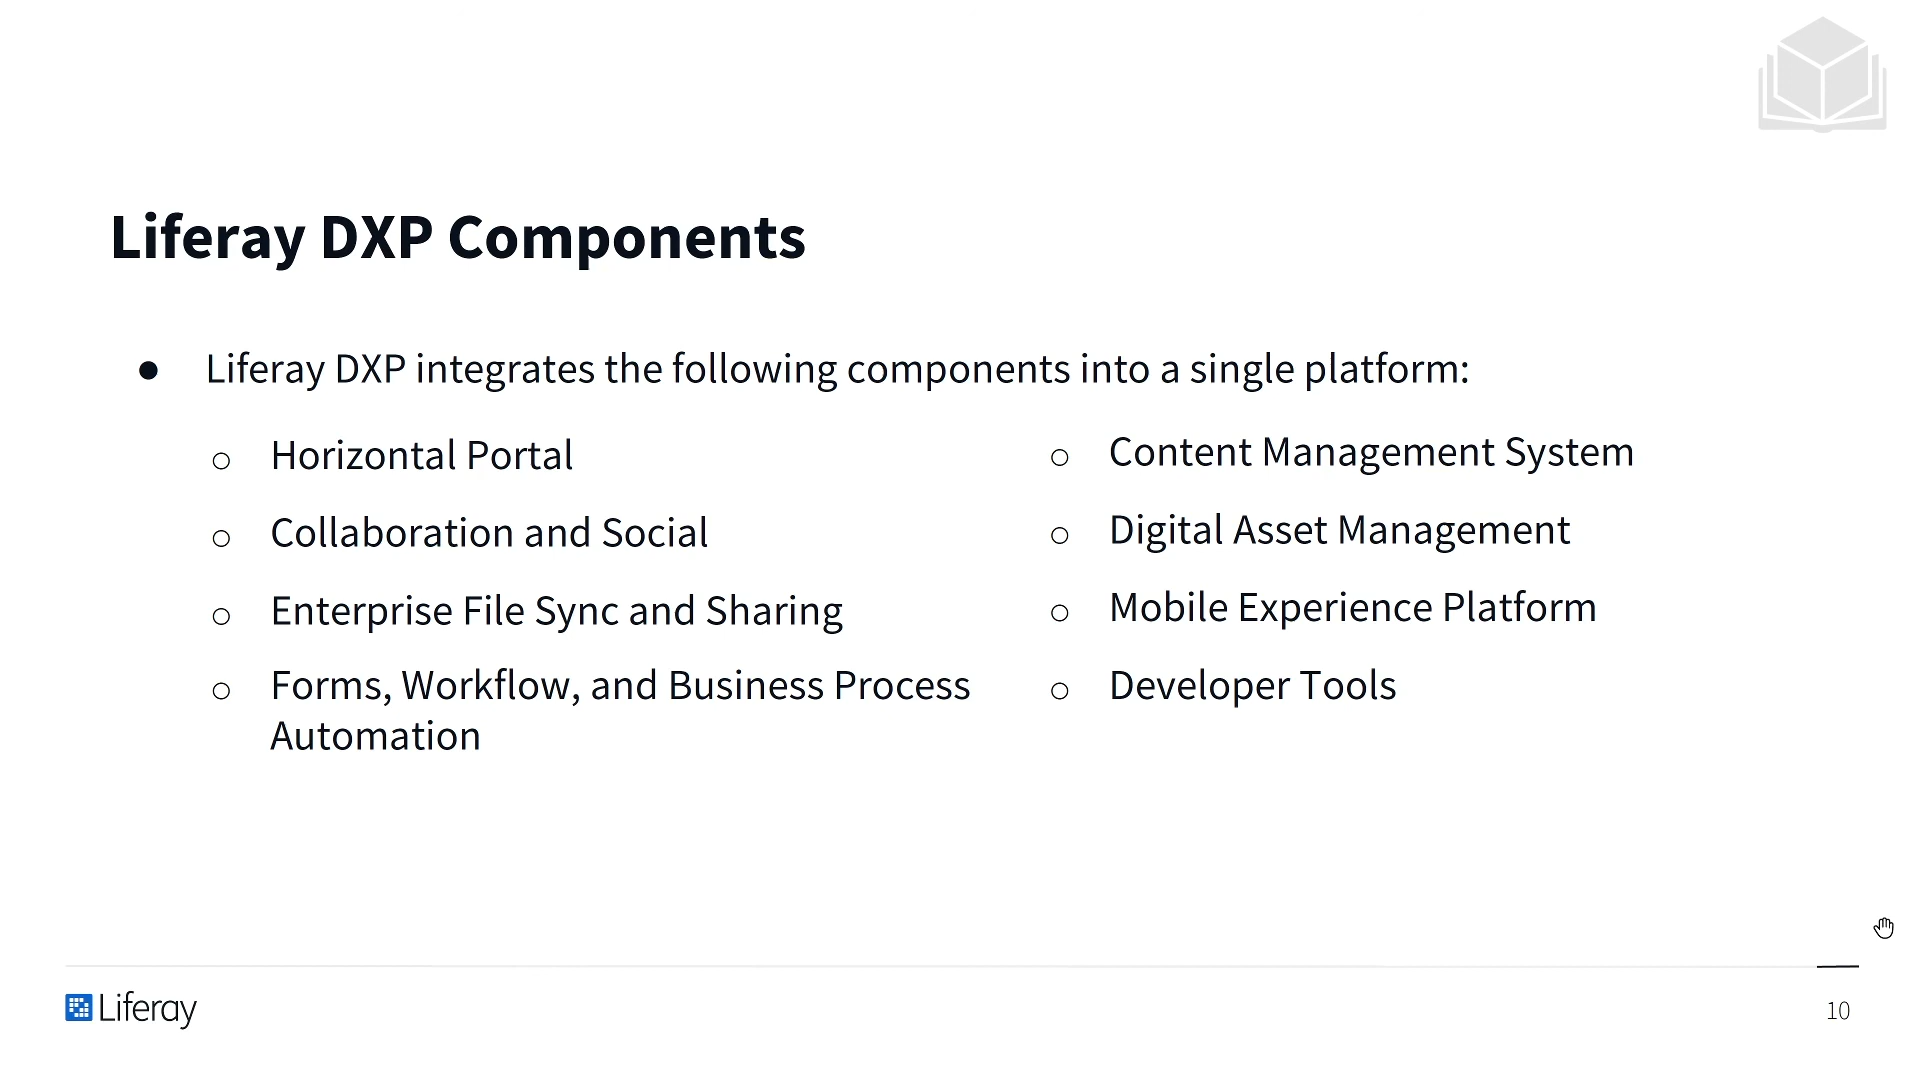 Liferay DXP Components
● Liferay DXP integrates the following components into a single platform:
○ Horizontal Portal
○ Collaboration and Social
○ Enterprise File Sync and Sharing
○ Forms, Workflow, and Business Process
Automation
○ Content Management System
○ Digital Asset Management
○ Mobile Experience Platform
○ Developer Tools
Liferay
10